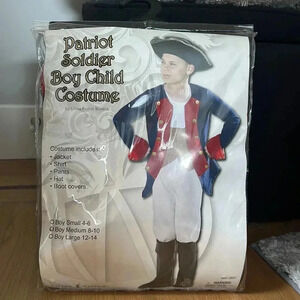 Patriot
Soldier
Boy Child
Costume
Costume includes:
• Jacket
• Shirt
• Pants
• Hat
• Boot covers
Boy Small 4-6
Boy Medium 8-10
Boy Large 12-14
WARNING